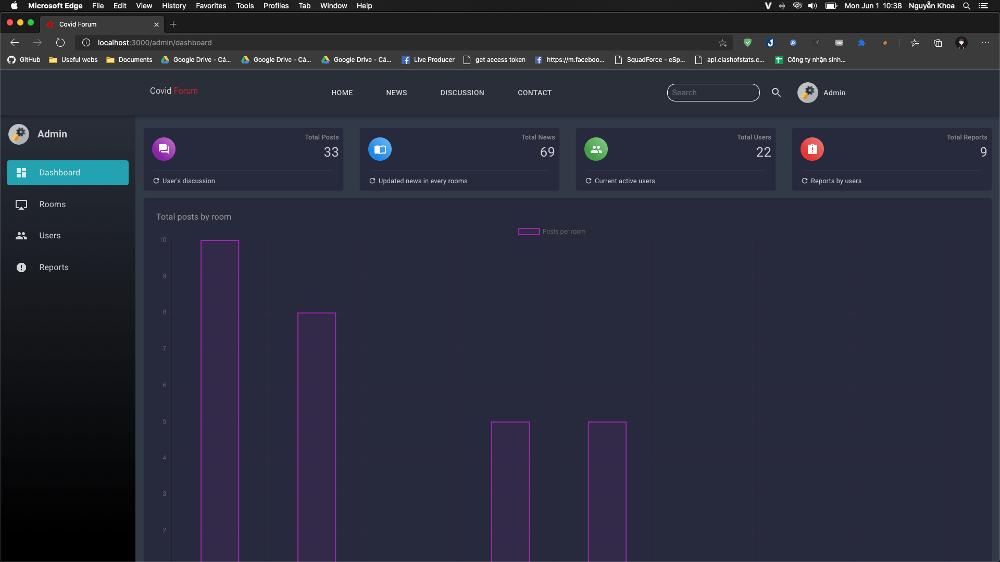 Microsoft Edge File Edit View History Favorites Tools Profiles Tab Window Help Mon Jun 1 10:38 Nguyễn Khoa
Covid Forum
localhost:3000/admin/dashboard
GitHub Useful webs Documents Google Drive - Cả... Google Drive - Cả... Google Drive - Cả... Live Producer get access token https://m.faceboo... SquadForce - eSp... api.clashofstats.c... Công ty nhận sinh...
Covid Forum HOME NEWS DISCUSSION CONTACT Search Admin
Admin
Dashboard
Rooms
Users
Reports
Total Posts
33
User's discussion
Total News
69
Updated news in every rooms
Total Users
22
Current active users
Total Reports
9
Reports by users
Total posts by room
Posts per room
10
9
8
7
6
5
4
3
2